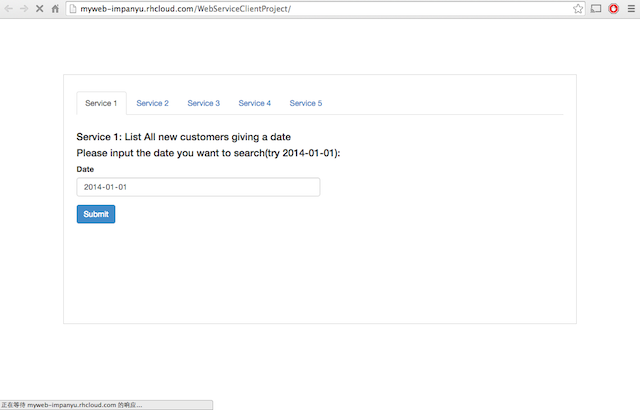 myweb-impanyu.rhcloud.com/WebServiceClientProject/
Service 1 Service 2 Service 3 Service 4 Service 5
Service 1: List All new customers giving a date
Please input the date you want to search(try 2014-01-01):
Date
2014-01-01
Submit
正在等待 myweb-impanyu.rhcloud.com 的响应...